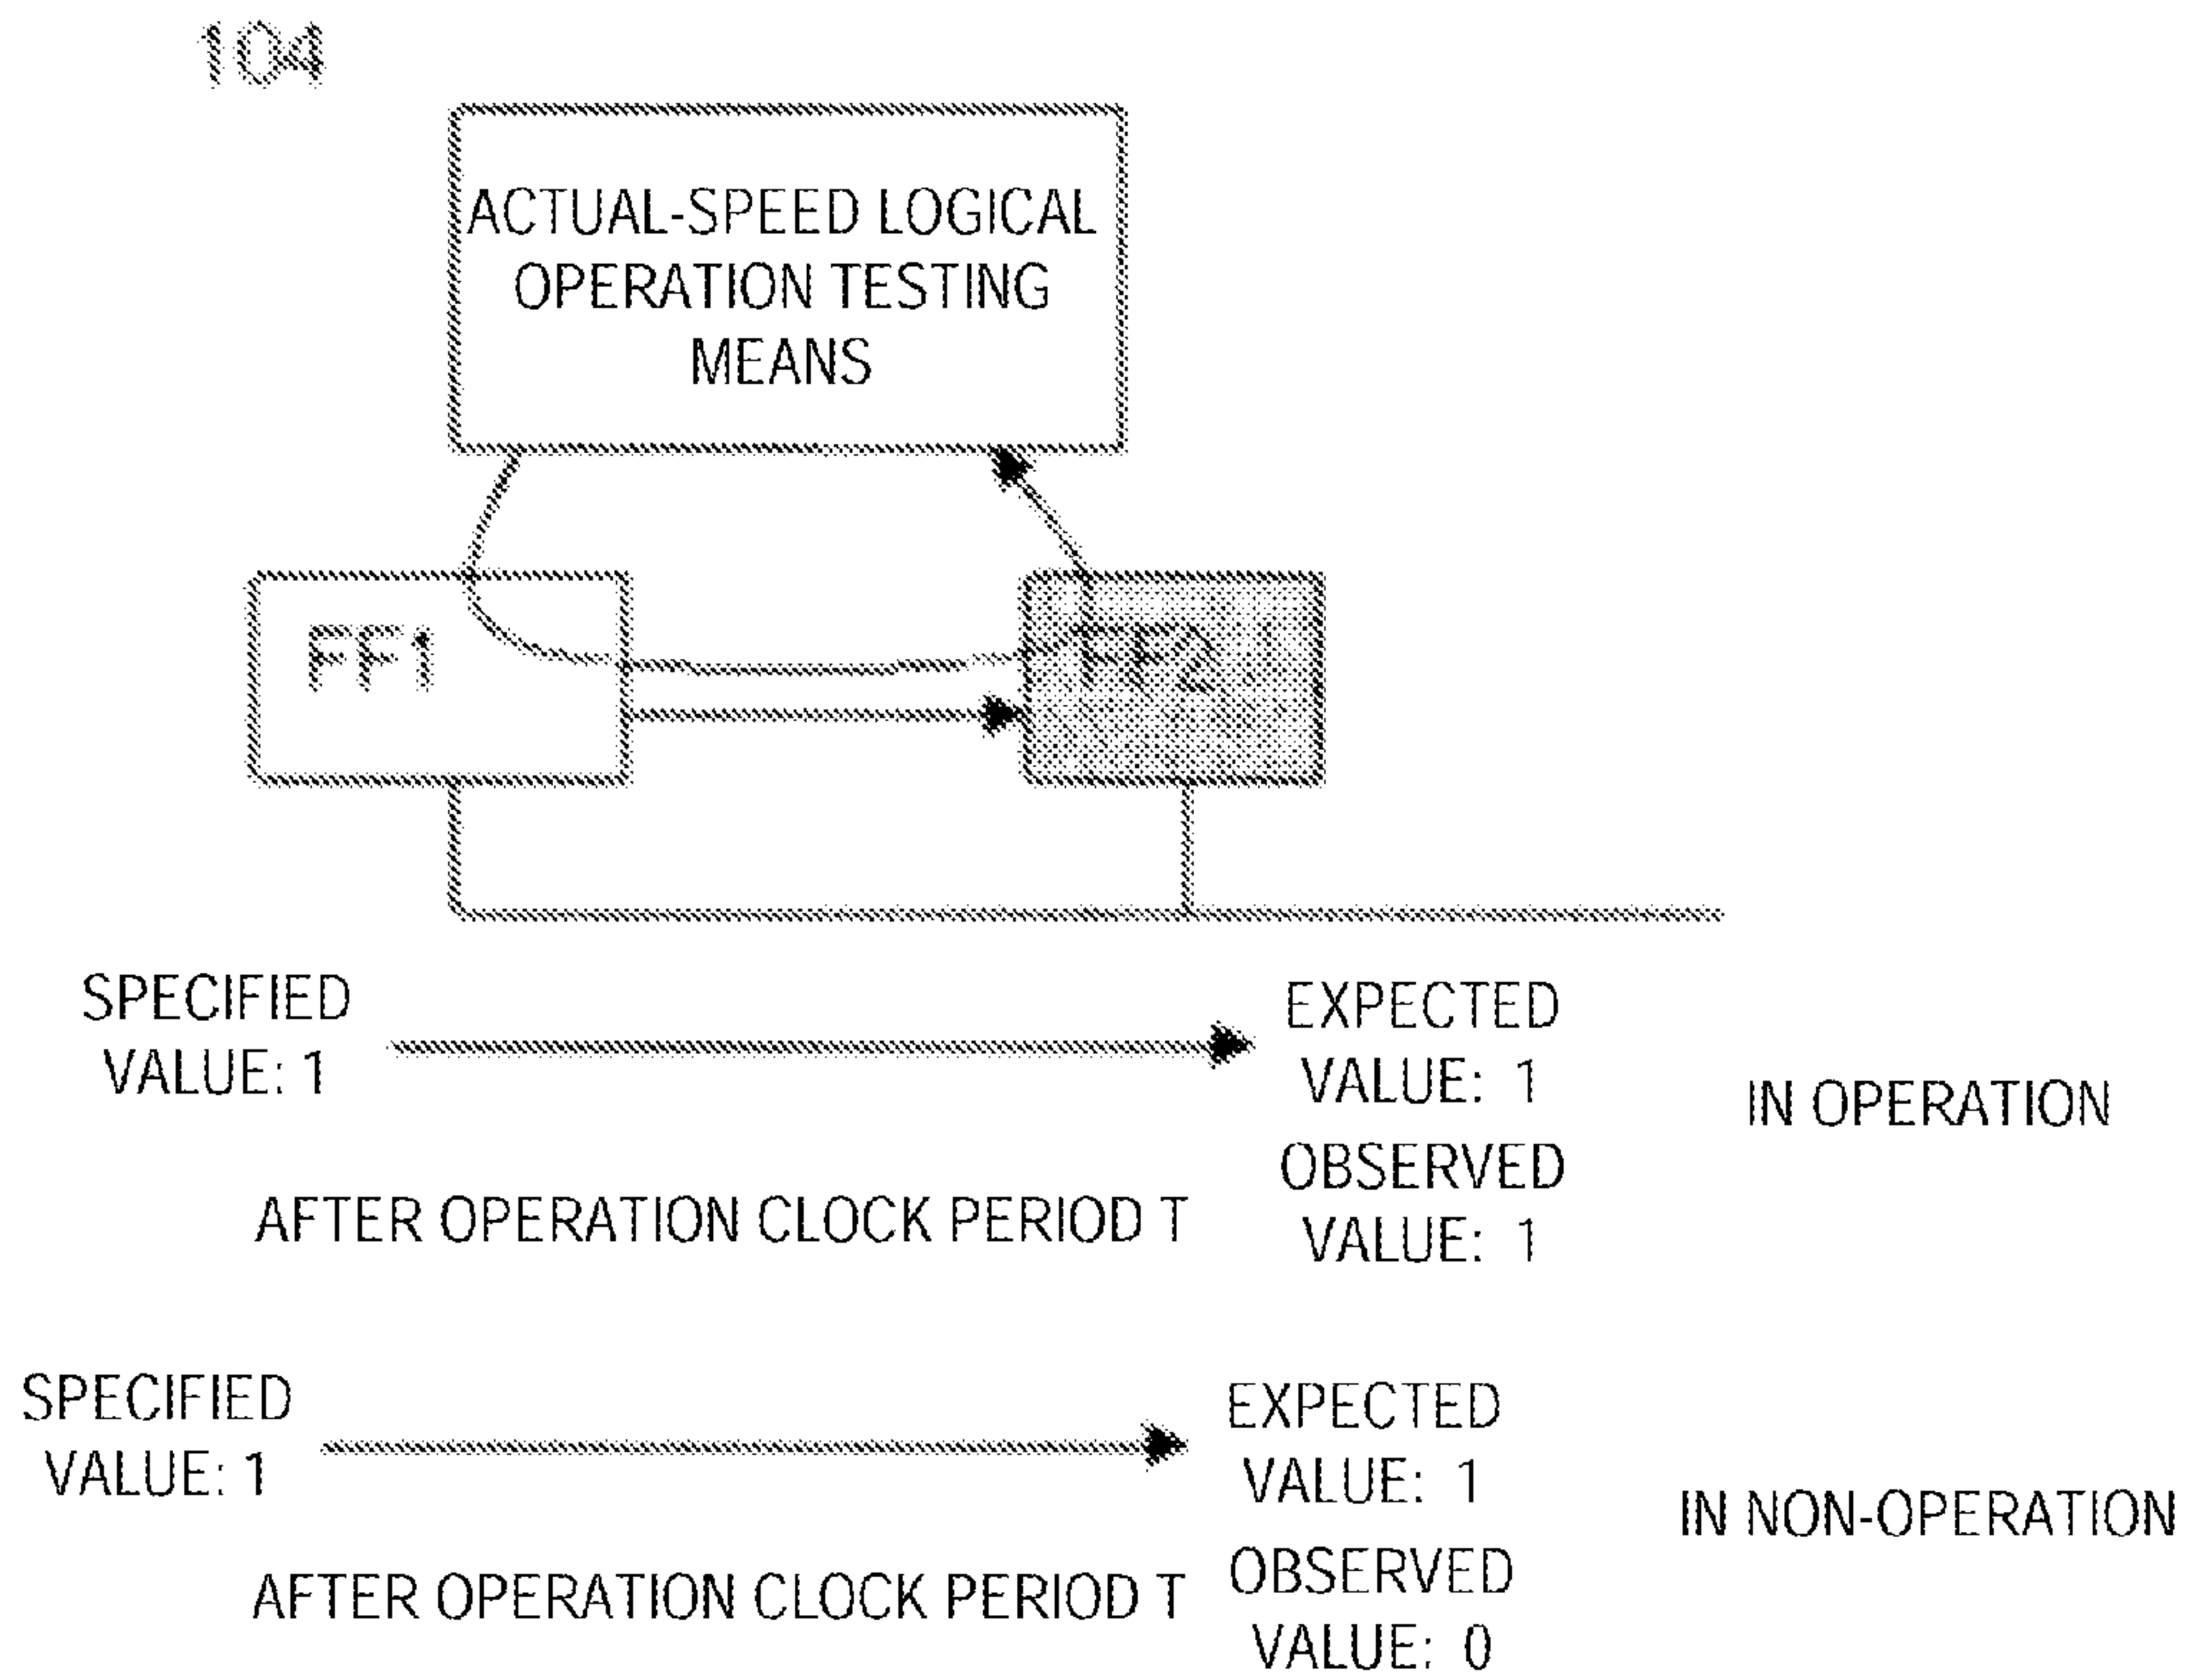 104
ACTUAL-SPEED LOGICAL
OPERATION TESTING
MEANS
FF1
FF2
SPECIFIED
VALUE: 1
EXPECTED
VALUE: 1
IN OPERATION
OBSERVED
VALUE: 1
AFTER OPERATION CLOCK PERIOD T
SPECIFIED
VALUE: 1
EXPECTED
VALUE: 1
IN NON-OPERATION
OBSERVED
VALUE: 0
AFTER OPERATION CLOCK PERIOD T